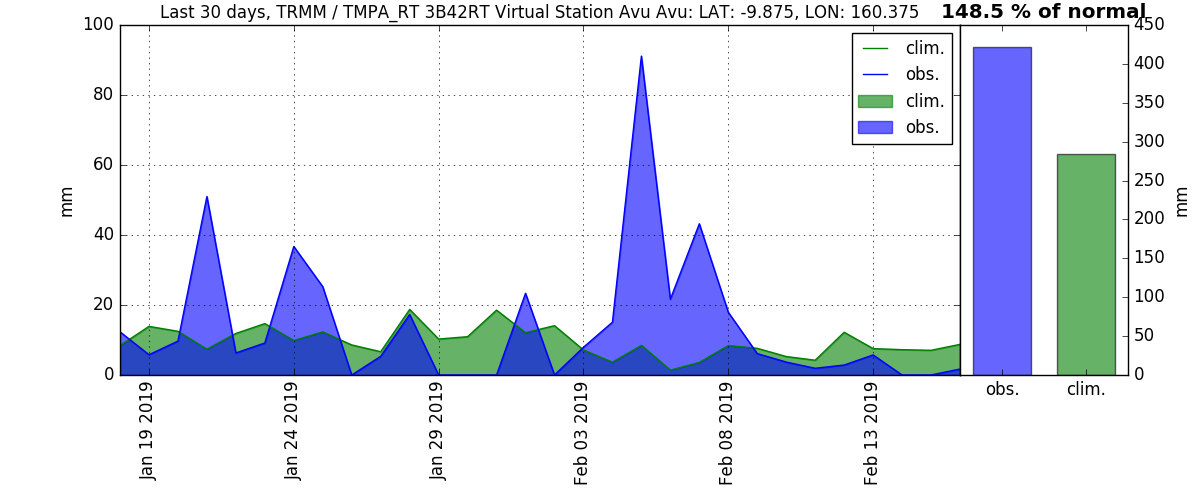 Last 30 days, TRMM / TMPA_RT 3B42RT Virtual Station Avu Avu: LAT: -9.875, LON: 160.375
148.5 % of normal
mm
100
80
60
40
20
0
Jan 19 2019
Jan 24 2019
Jan 29 2019
Feb 03 2019
Feb 08 2019
Feb 13 2019
clim.
obs.
clim.
obs.
450
400
350
300
250
200
150
100
50
0
mm
obs.
clim.